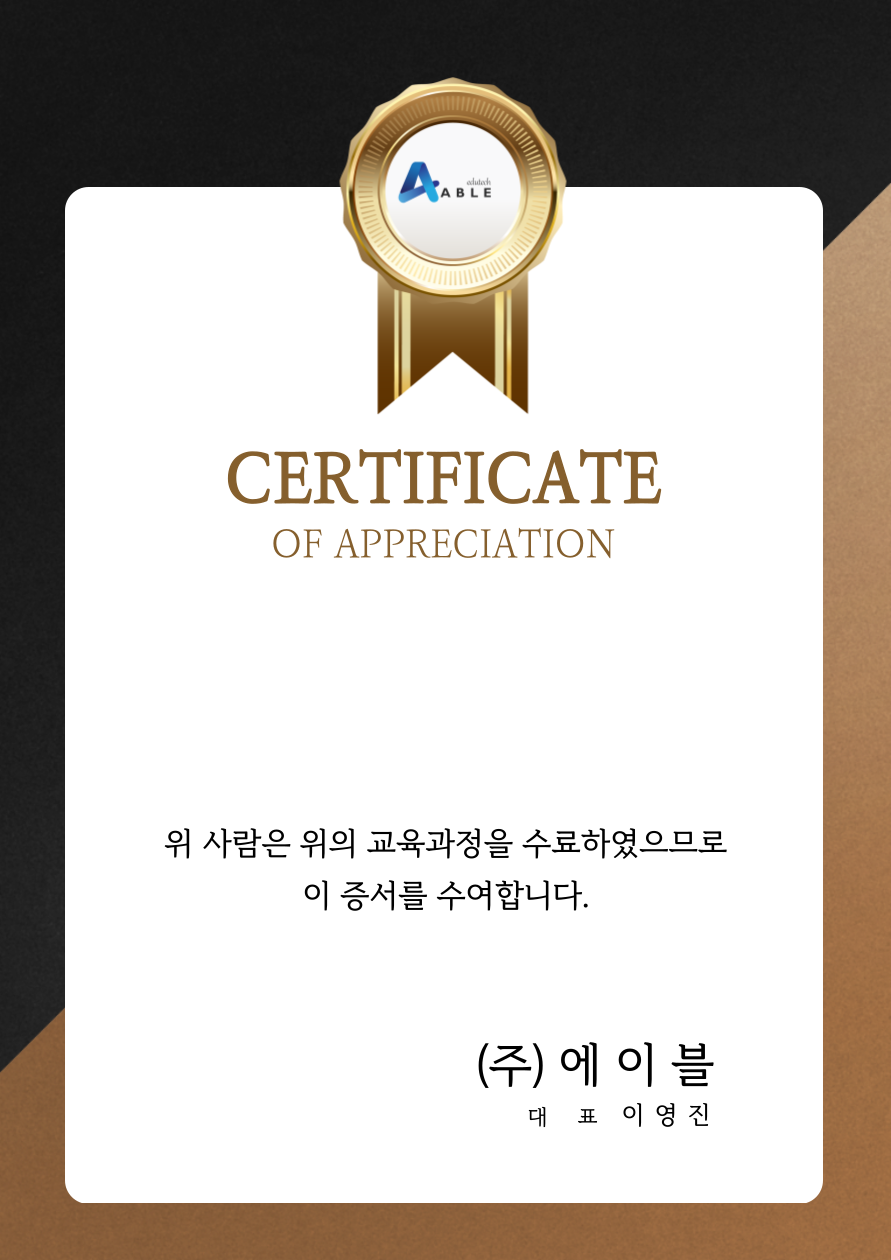 edutech
ABLE
CERTIFICATE
OF APPRECIATION
위 사람은 위의 교육과정을 수료하였으므로
이 증서를 수여합니다.
(주) 에 이 블
대 표 이 영 진